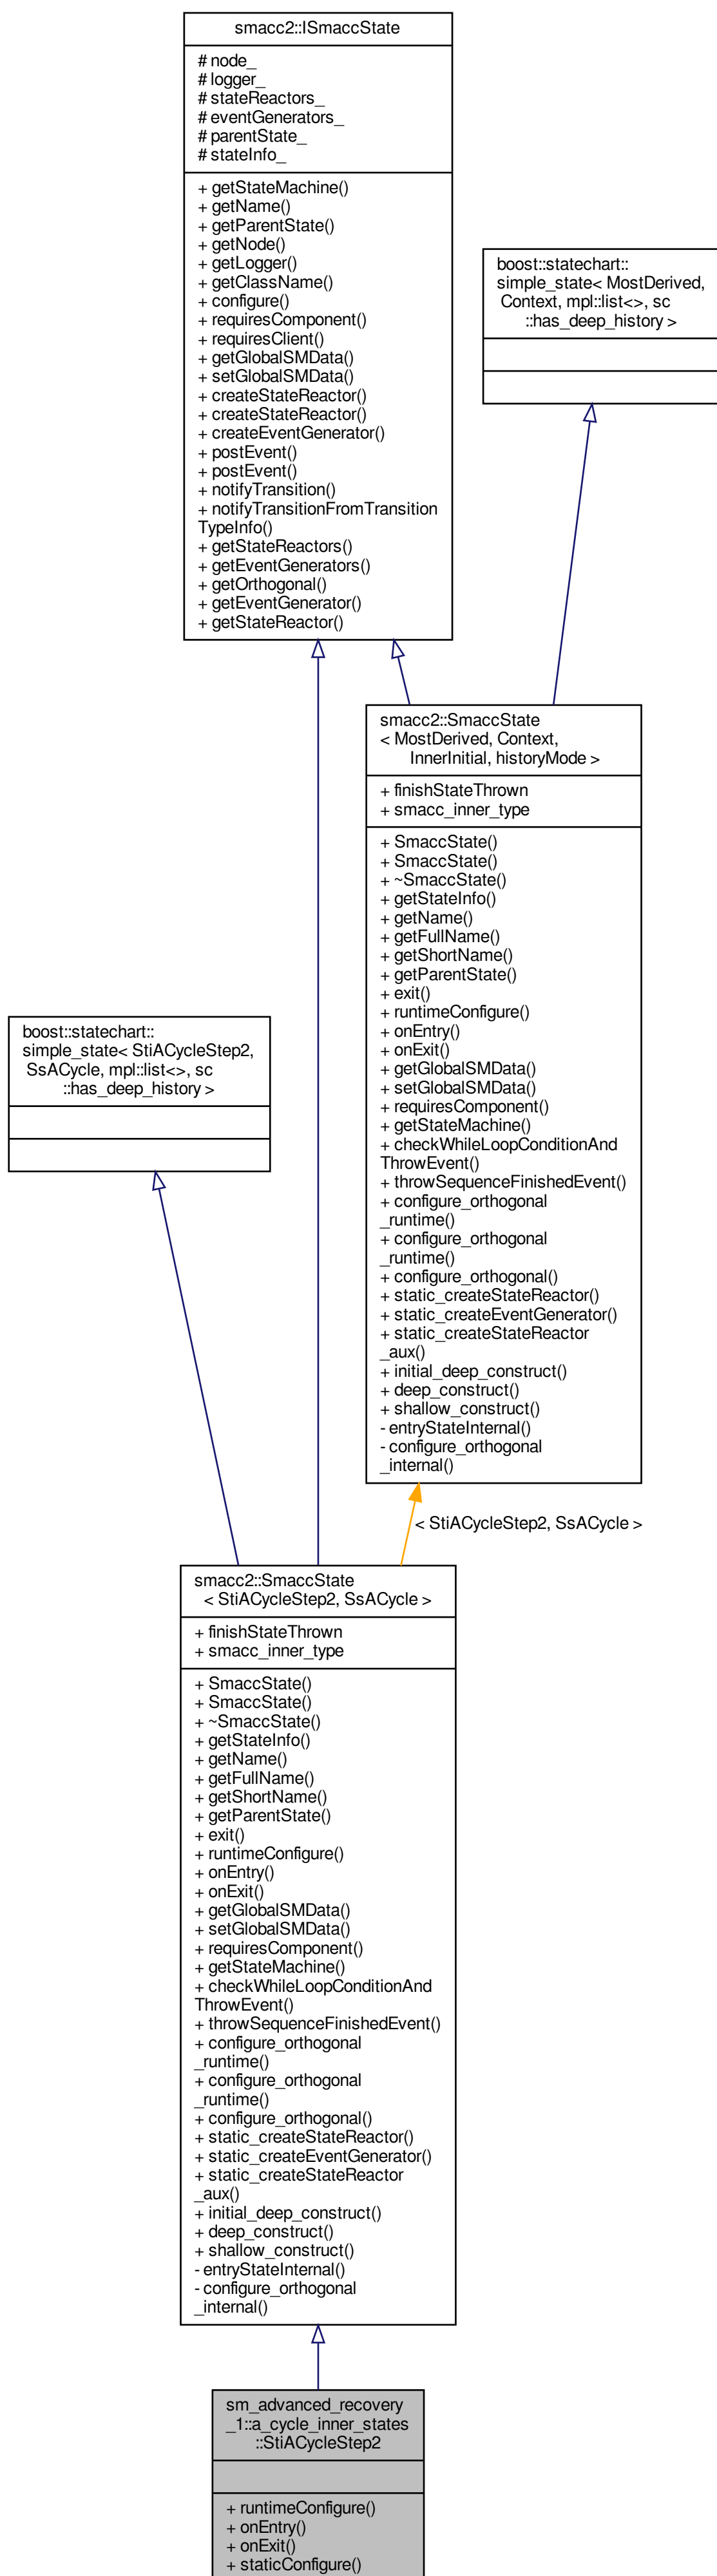 smacc2::ISmaccState
# node_
# logger_
# stateReactors_
# eventGenerators_
# parentState_
# stateInfo_
+ getStateMachine()
+ getName()
+ getParentState()
+ getNode()
+ getLogger()
+ getClassName()
+ configure()
+ requiresComponent()
+ requiresClient()
+ getGlobalSMData()
+ setGlobalSMData()
+ createStateReactor()
+ createStateReactor()
+ createEventGenerator()
+ postEvent()
+ postEvent()
+ notifyTransition()
+ notifyTransitionFromTransition
TypeInfo()
+ getStateReactors()
+ getEventGenerators()
+ getOrthogonal()
+ getEventGenerator()
+ getStateReactor()
boost::statechart::
simple_state< MostDerived,
Context, mpl::list<>, sc
::has_deep_history >
smacc2::SmaccState
< MostDerived, Context,
InnerInitial, historyMode >
+ finishStateThrown
+ smacc_inner_type
+ SmaccState()
+ SmaccState()
+ ~SmaccState()
+ getStateInfo()
+ getName()
+ getFullName()
+ getShortName()
+ getParentState()
+ exit()
+ runtimeConfigure()
+ onEntry()
+ onExit()
+ getGlobalSMData()
+ setGlobalSMData()
+ requiresComponent()
+ getStateMachine()
+ checkWhileLoopConditionAnd
ThrowEvent()
+ throwSequenceFinishedEvent()
+ configure_orthogonal
_runtime()
+ configure_orthogonal
_runtime()
+ configure_orthogonal()
+ static_createStateReactor()
+ static_createEventGenerator()
+ static_createStateReactor
_aux()
+ initial_deep_construct()
+ deep_construct()
+ shallow_construct()
- entryStateInternal()
- configure_orthogonal
_internal()
boost::statechart::
simple_state< StiACycleStep2,
SsACycle, mpl::list<>, sc
::has_deep_history >
< StiACycleStep2, SsACycle >
smacc2::SmaccState
< StiACycleStep2, SsACycle >
+ finishStateThrown
+ smacc_inner_type
+ SmaccState()
+ SmaccState()
+ ~SmaccState()
+ getStateInfo()
+ getName()
+ getFullName()
+ getShortName()
+ getParentState()
+ exit()
+ runtimeConfigure()
+ onEntry()
+ onExit()
+ getGlobalSMData()
+ setGlobalSMData()
+ requiresComponent()
+ getStateMachine()
+ checkWhileLoopConditionAnd
ThrowEvent()
+ throwSequenceFinishedEvent()
+ configure_orthogonal
_runtime()
+ configure_orthogonal
_runtime()
+ configure_orthogonal()
+ static_createStateReactor()
+ static_createEventGenerator()
+ static_createStateReactor
_aux()
+ initial_deep_construct()
+ deep_construct()
+ shallow_construct()
- entryStateInternal()
- configure_orthogonal
_internal()
sm_advanced_recovery
_1::a_cycle_inner_states
::StiACycleStep2
+ runtimeConfigure()
+ onEntry()
+ onExit()
+ staticConfigure()